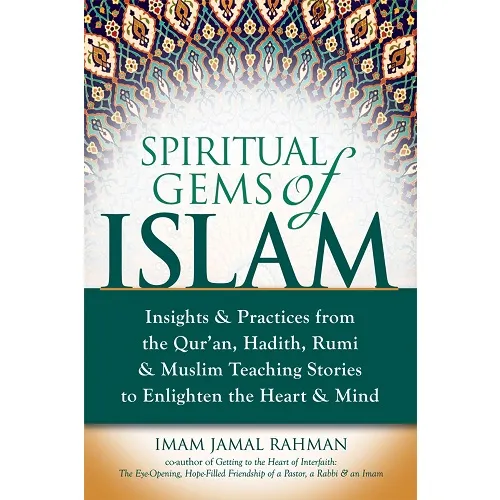 SPIRITUAL
GEMS of
ISLAM
Insights & Practices from
the Qur'an, Hadith, Rumi
& Muslim Teaching Stories
to Enlighten the Heart & Mind
IMAM JAMAL RAHMAN
co-author of Getting to the Heart of Interfaith:
The Eye-Opening, Hope-Filled Friendship of a Pastor, a Rabbi & an Imam